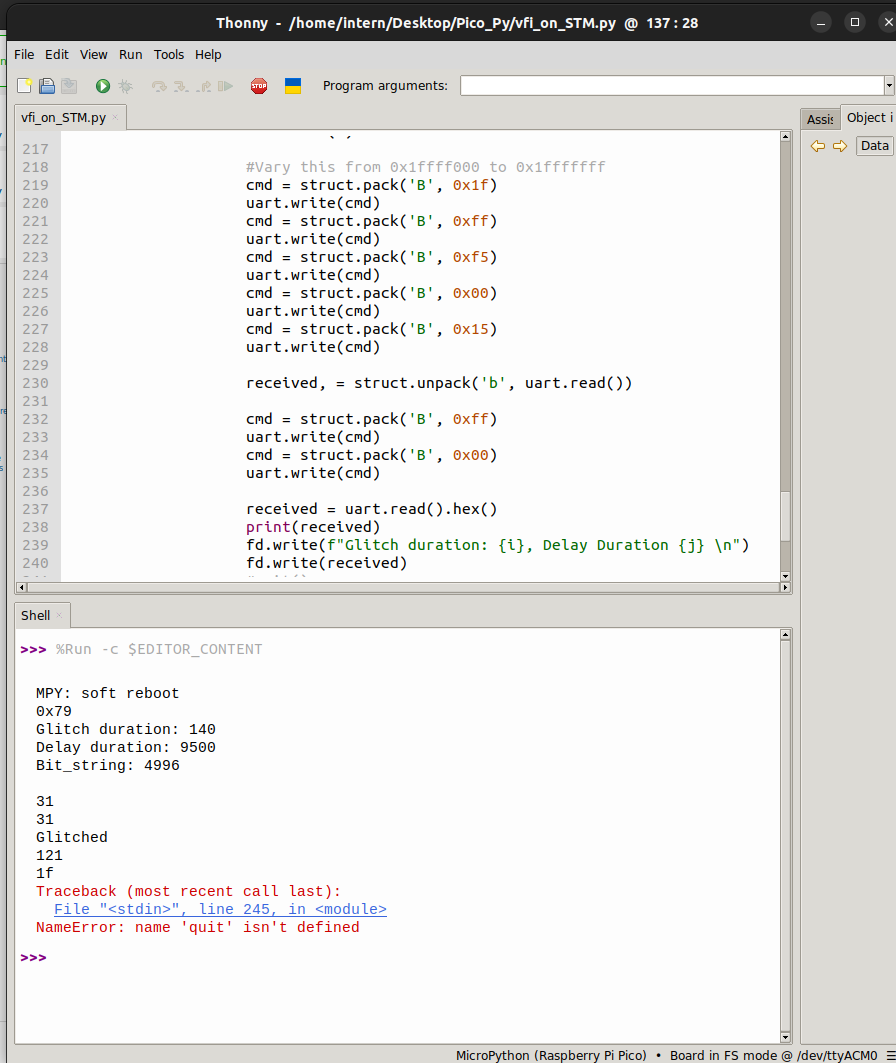 Thonny - /home/intern/Desktop/Pico_Py/vfi_on_STM.py @ 137 : 28
File Edit View Run Tools Help
STOP
Program arguments:
vfi_on_STM.py
217
218 #Vary this from 0x1ffff000 to 0x1fffffff
219 cmd = struct.pack('B', 0x1f)
220 uart.write(cmd)
221 cmd = struct.pack('B', 0xff)
222 uart.write(cmd)
223 cmd = struct.pack('B', 0xf5)
224 uart.write(cmd)
225 cmd = struct.pack('B', 0x00)
226 uart.write(cmd)
227 cmd = struct.pack('B', 0x15)
228 uart.write(cmd)
229
230 received, = struct.unpack('b', uart.read())
231
232 cmd = struct.pack('B', 0xff)
233 uart.write(cmd)
234 cmd = struct.pack('B', 0x00)
235 uart.write(cmd)
236
237 received = uart.read().hex()
238 print(received)
239 fd.write(f"Glitch duration: {i}, Delay Duration {j} \n")
240 fd.write(received)
Assis
Object i
Data
Shell
>>> %Run -c $EDITOR_CONTENT
MPY: soft reboot
0x79
Glitch duration: 140
Delay duration: 9500
Bit_string: 4996
31
31
Glitched
121
1f
Traceback (most recent call last):
File "<stdin>", line 245, in <module>
NameError: name 'quit' isn't defined
>>>
MicroPython (Raspberry Pi Pico) • Board in FS mode @ /dev/ttyACM0 ≡